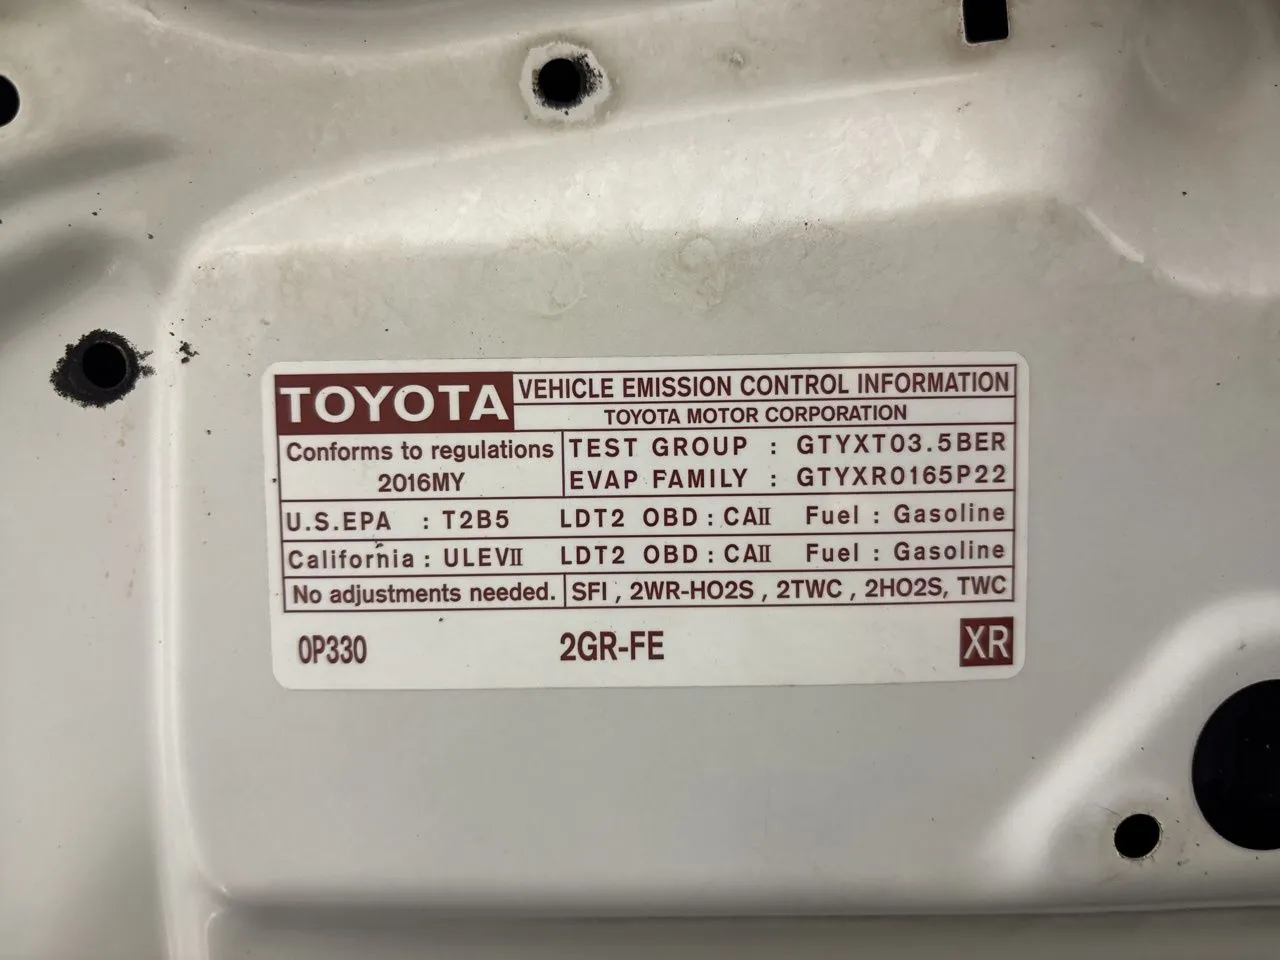 TOYOTA VEHICLE EMISSION CONTROL INFORMATION
TOYOTA MOTOR CORPORATION
Conforms to regulations TEST GROUP : GTYXT03.5BER
2016MY EVAP FAMILY : GTYXR0165P22
U.S.EPA : T2B5 LDT2 OBD : CAII Fuel : Gasoline
California : ULEVII LDT2 OBD : CAII Fuel : Gasoline
No adjustments needed. SFI , 2WR-HO2S , 2TWC , 2HO2S, TWC
0P330 2GR-FE XR